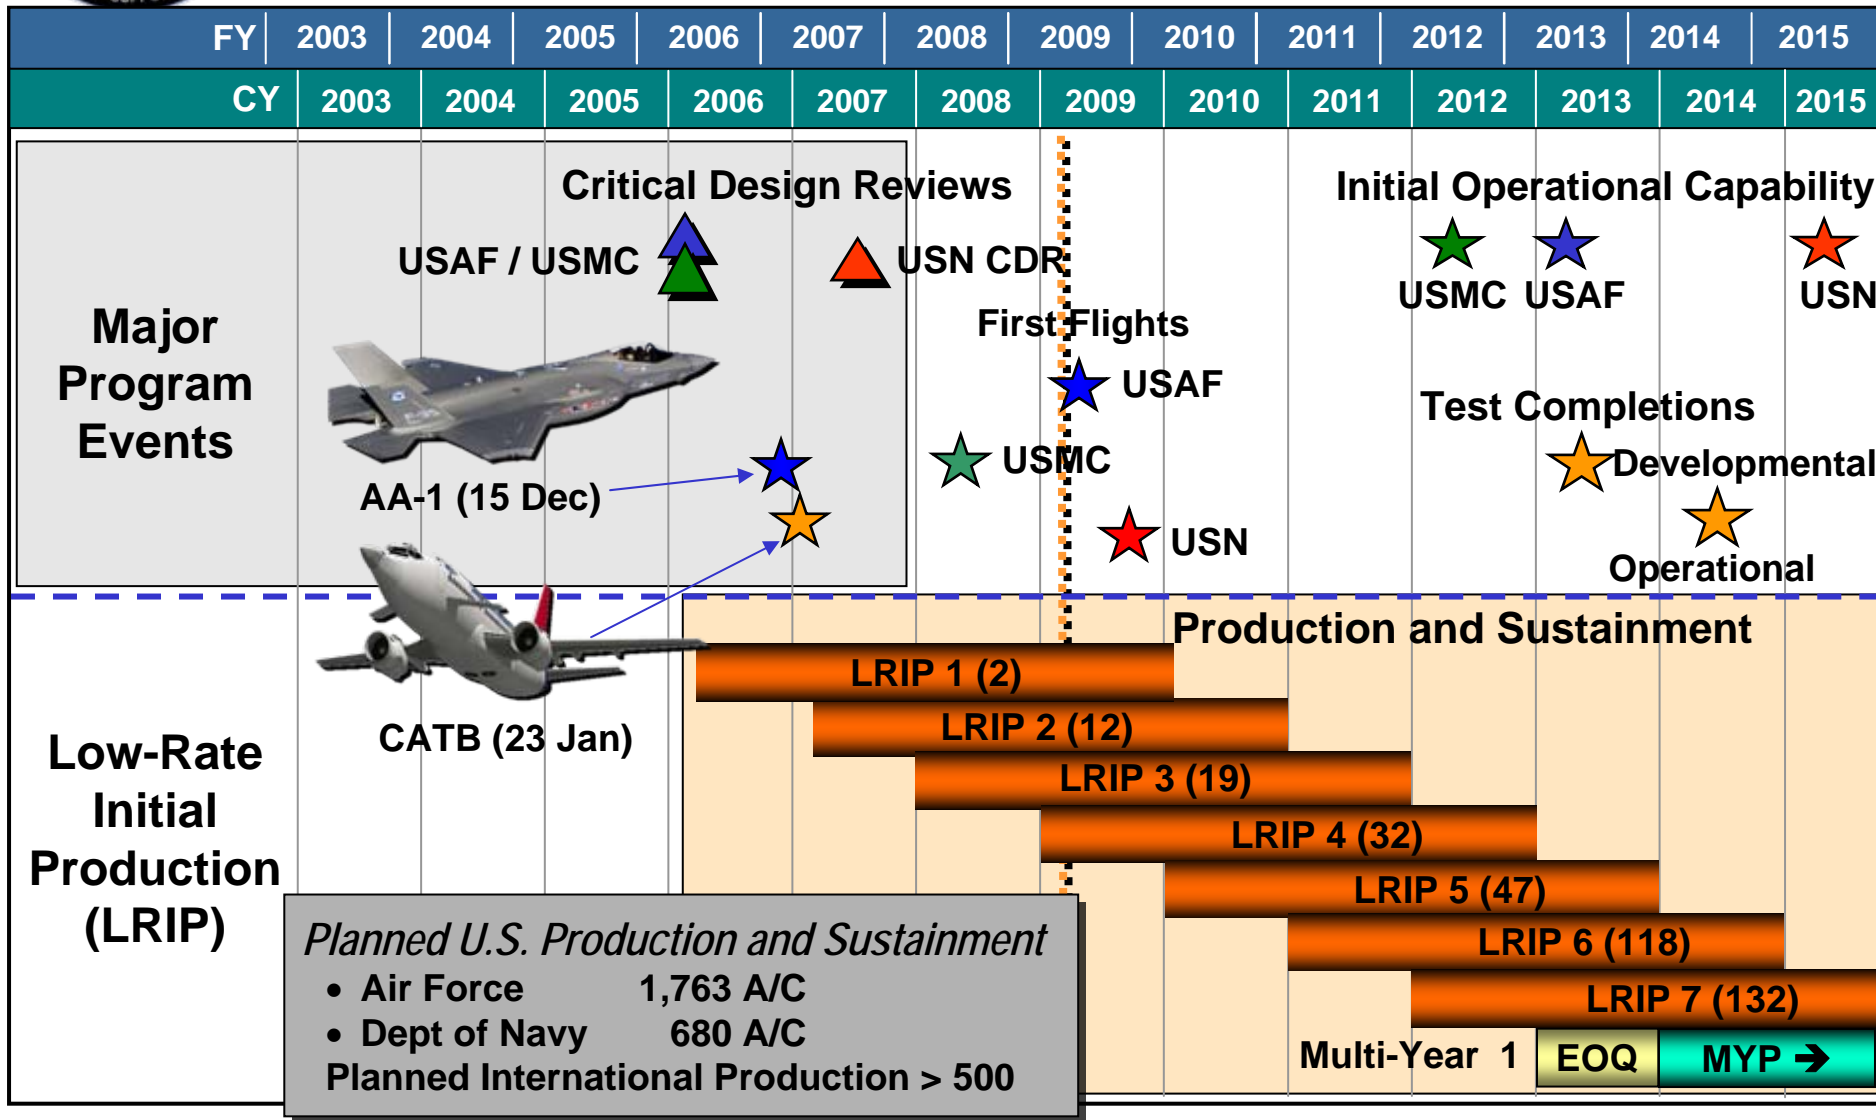 FY 2003 2004 2005 2006 2007 2008 2009 2010 2011 2012 2013 2014 2015
CY 2003 2004 2005 2006 2007 2008 2009 2010 2011 2012 2013 2014 2015
Critical Design Reviews
Initial Operational Capability
USAF / USMC
USN CDR
USMC USAF USN
Major
Program
Events
First Flights
USAF
Test Completions
USMC
Developmental
AA-1 (15 Dec)
USN
Operational
Production and Sustainment
LRIP 1 (2)
LRIP 2 (12)
CATB (23 Jan)
LRIP 3 (19)
Low-Rate
Initial
Production
(LRIP)
LRIP 4 (32)
LRIP 5 (47)
LRIP 6 (118)
LRIP 7 (132)
Multi-Year 1 EOQ MYP ➔
Planned U.S. Production and Sustainment
• Air Force 1,763 A/C
• Dept of Navy 680 A/C
Planned International Production > 500